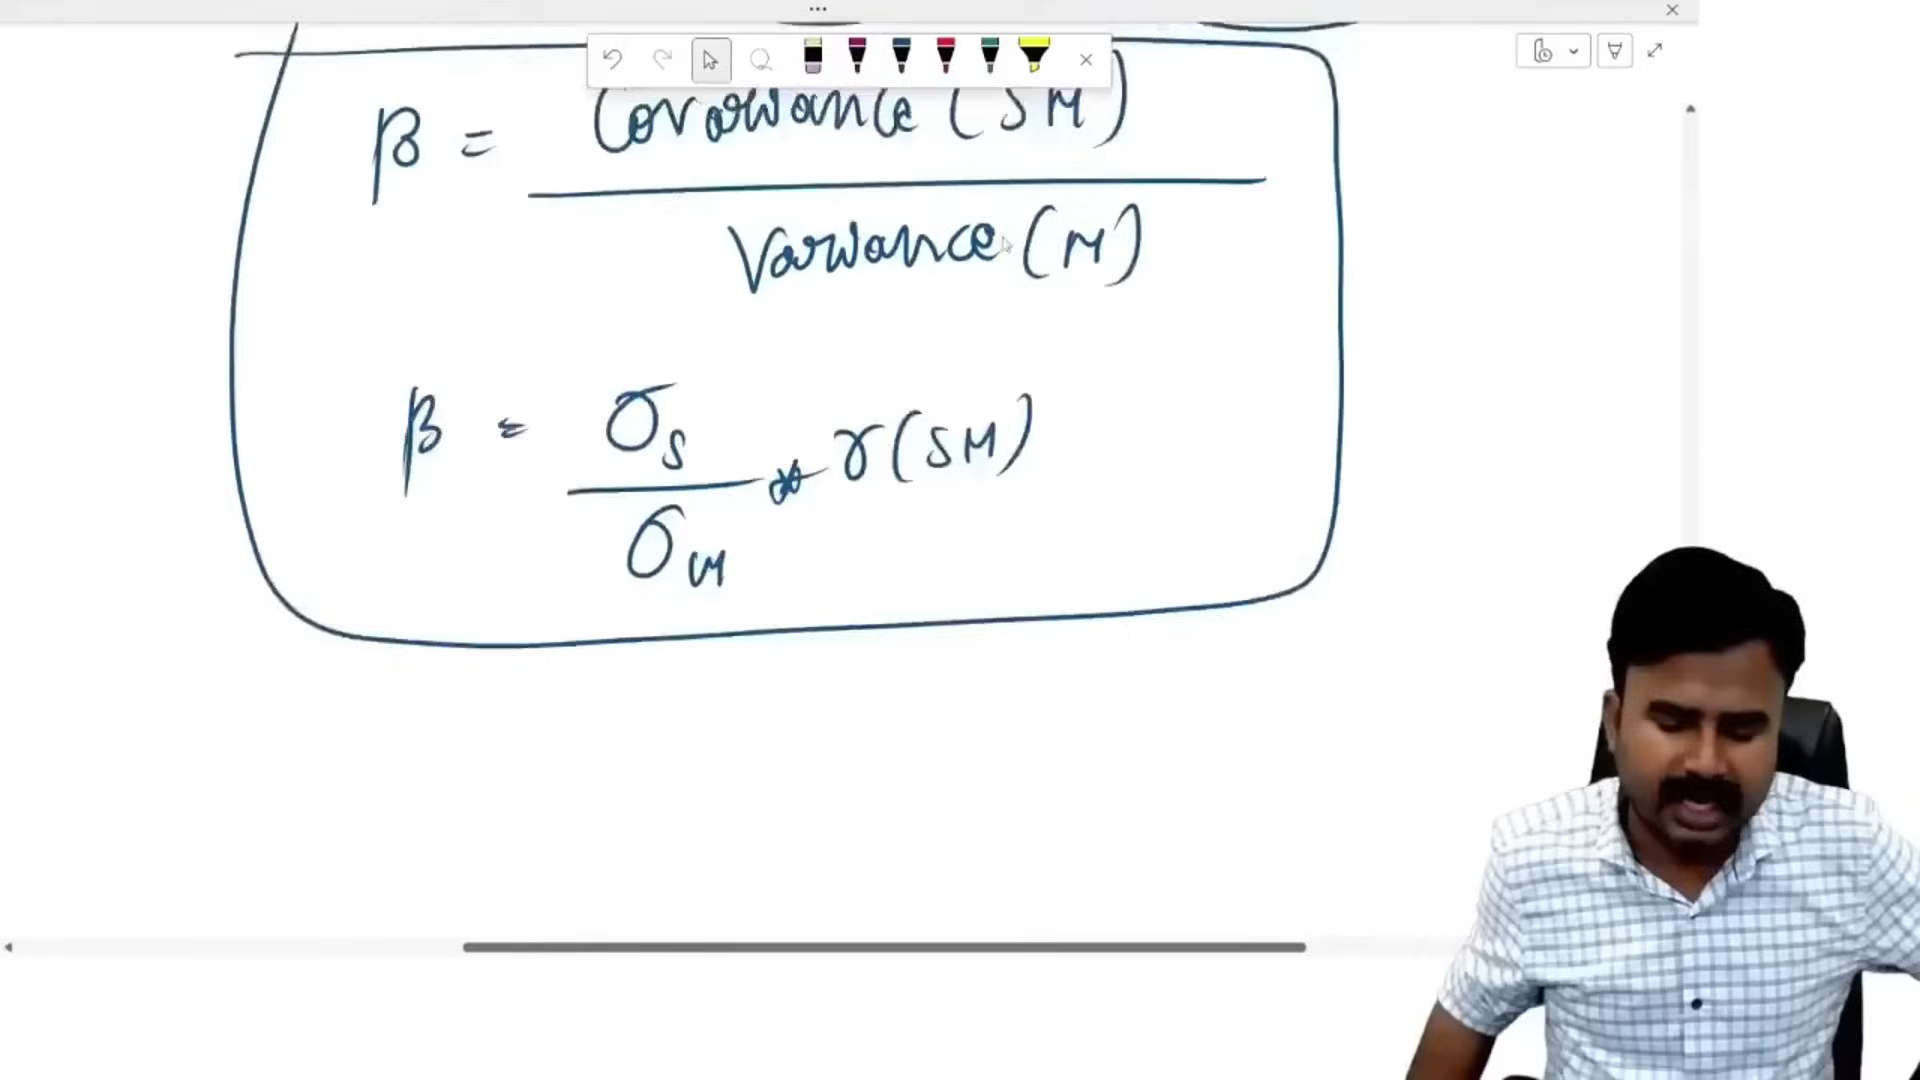 β = Covariance (SM)
Variance (M)
β = σs * r(SM)
σM